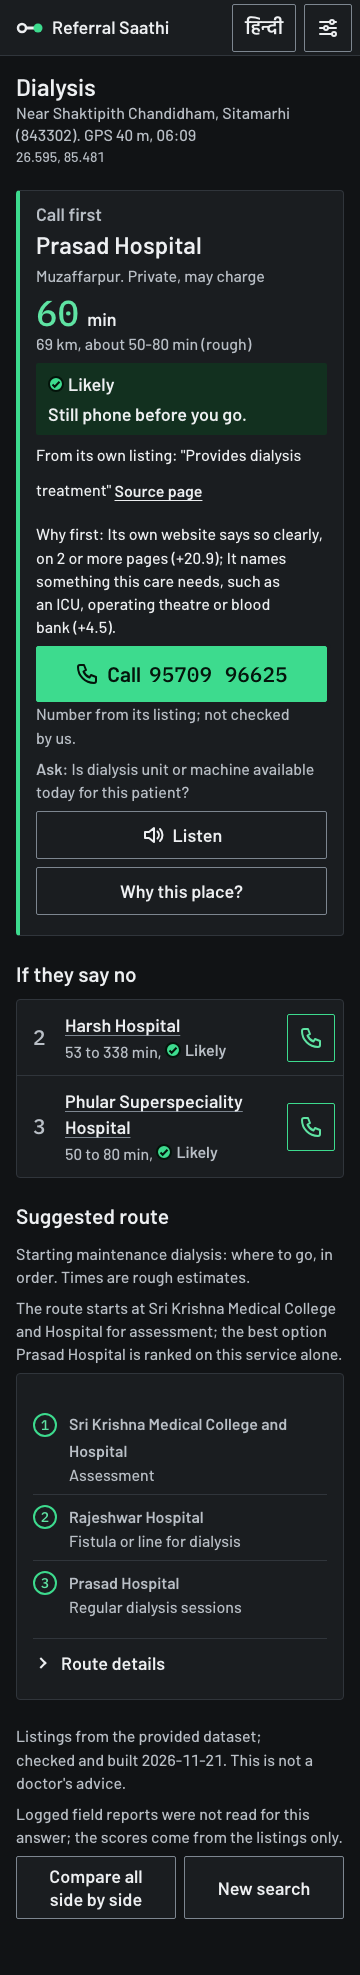 Referral Saathi
हिन्दी
Dialysis
Near Shaktipith Chandidham, Sitamarhi
(843302). GPS 40 m, 06:09
26.595, 85.481
Call first
Prasad Hospital
Muzaffarpur. Private, may charge
60 min
69 km, about 50-80 min (rough)
Likely
Still phone before you go.
From its own listing: "Provides dialysis
treatment" Source page
Why first: Its own website says so clearly,
on 2 or more pages (+20.9); It names
something this care needs, such as
an ICU, operating theatre or blood
bank (+4.5).
Call 95709 96625
Number from its listing; not checked
by us.
Ask: Is dialysis unit or machine available
today for this patient?
Listen
Why this place?
If they say no
2
Harsh Hospital
53 to 338 min, Likely
3
Phular Superspeciality
Hospital
50 to 80 min, Likely
Suggested route
Starting maintenance dialysis: where to go, in
order. Times are rough estimates.
The route starts at Sri Krishna Medical College
and Hospital for assessment; the best option
Prasad Hospital is ranked on this service alone.
1 Sri Krishna Medical College and
Hospital
Assessment
2 Rajeshwar Hospital
Fistula or line for dialysis
3 Prasad Hospital
Regular dialysis sessions
Route details
Listings from the provided dataset;
checked and built 2026-11-21. This is not a
doctor's advice.
Logged field reports were not read for this
answer; the scores come from the listings only.
Compare all
side by side
New search